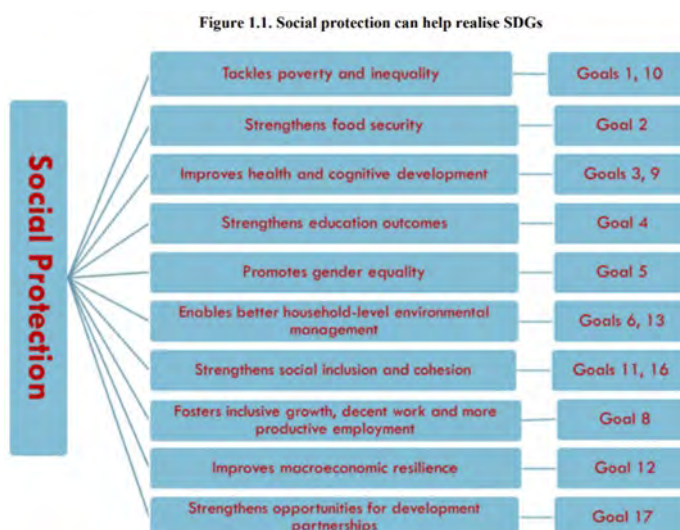 Figure 1.1. Social protection can help realise SDGs
Social Protection
Tackles poverty and inequality
Goals 1, 10
Strengthens food security
Goal 2
Improves health and cognitive development
Goals 3, 9
Strengthens education outcomes
Goal 4
Promotes gender equality
Goal 5
Enables better household-level environmental
management
Goals 6, 13
Strengthens social inclusion and cohesion
Goals 11, 16
Fosters inclusive growth, decent work and more
productive employment
Goal 8
Improves macroeconomic resilience
Goal 12
Strengthens opportunities for development
partnerships
Goal 17